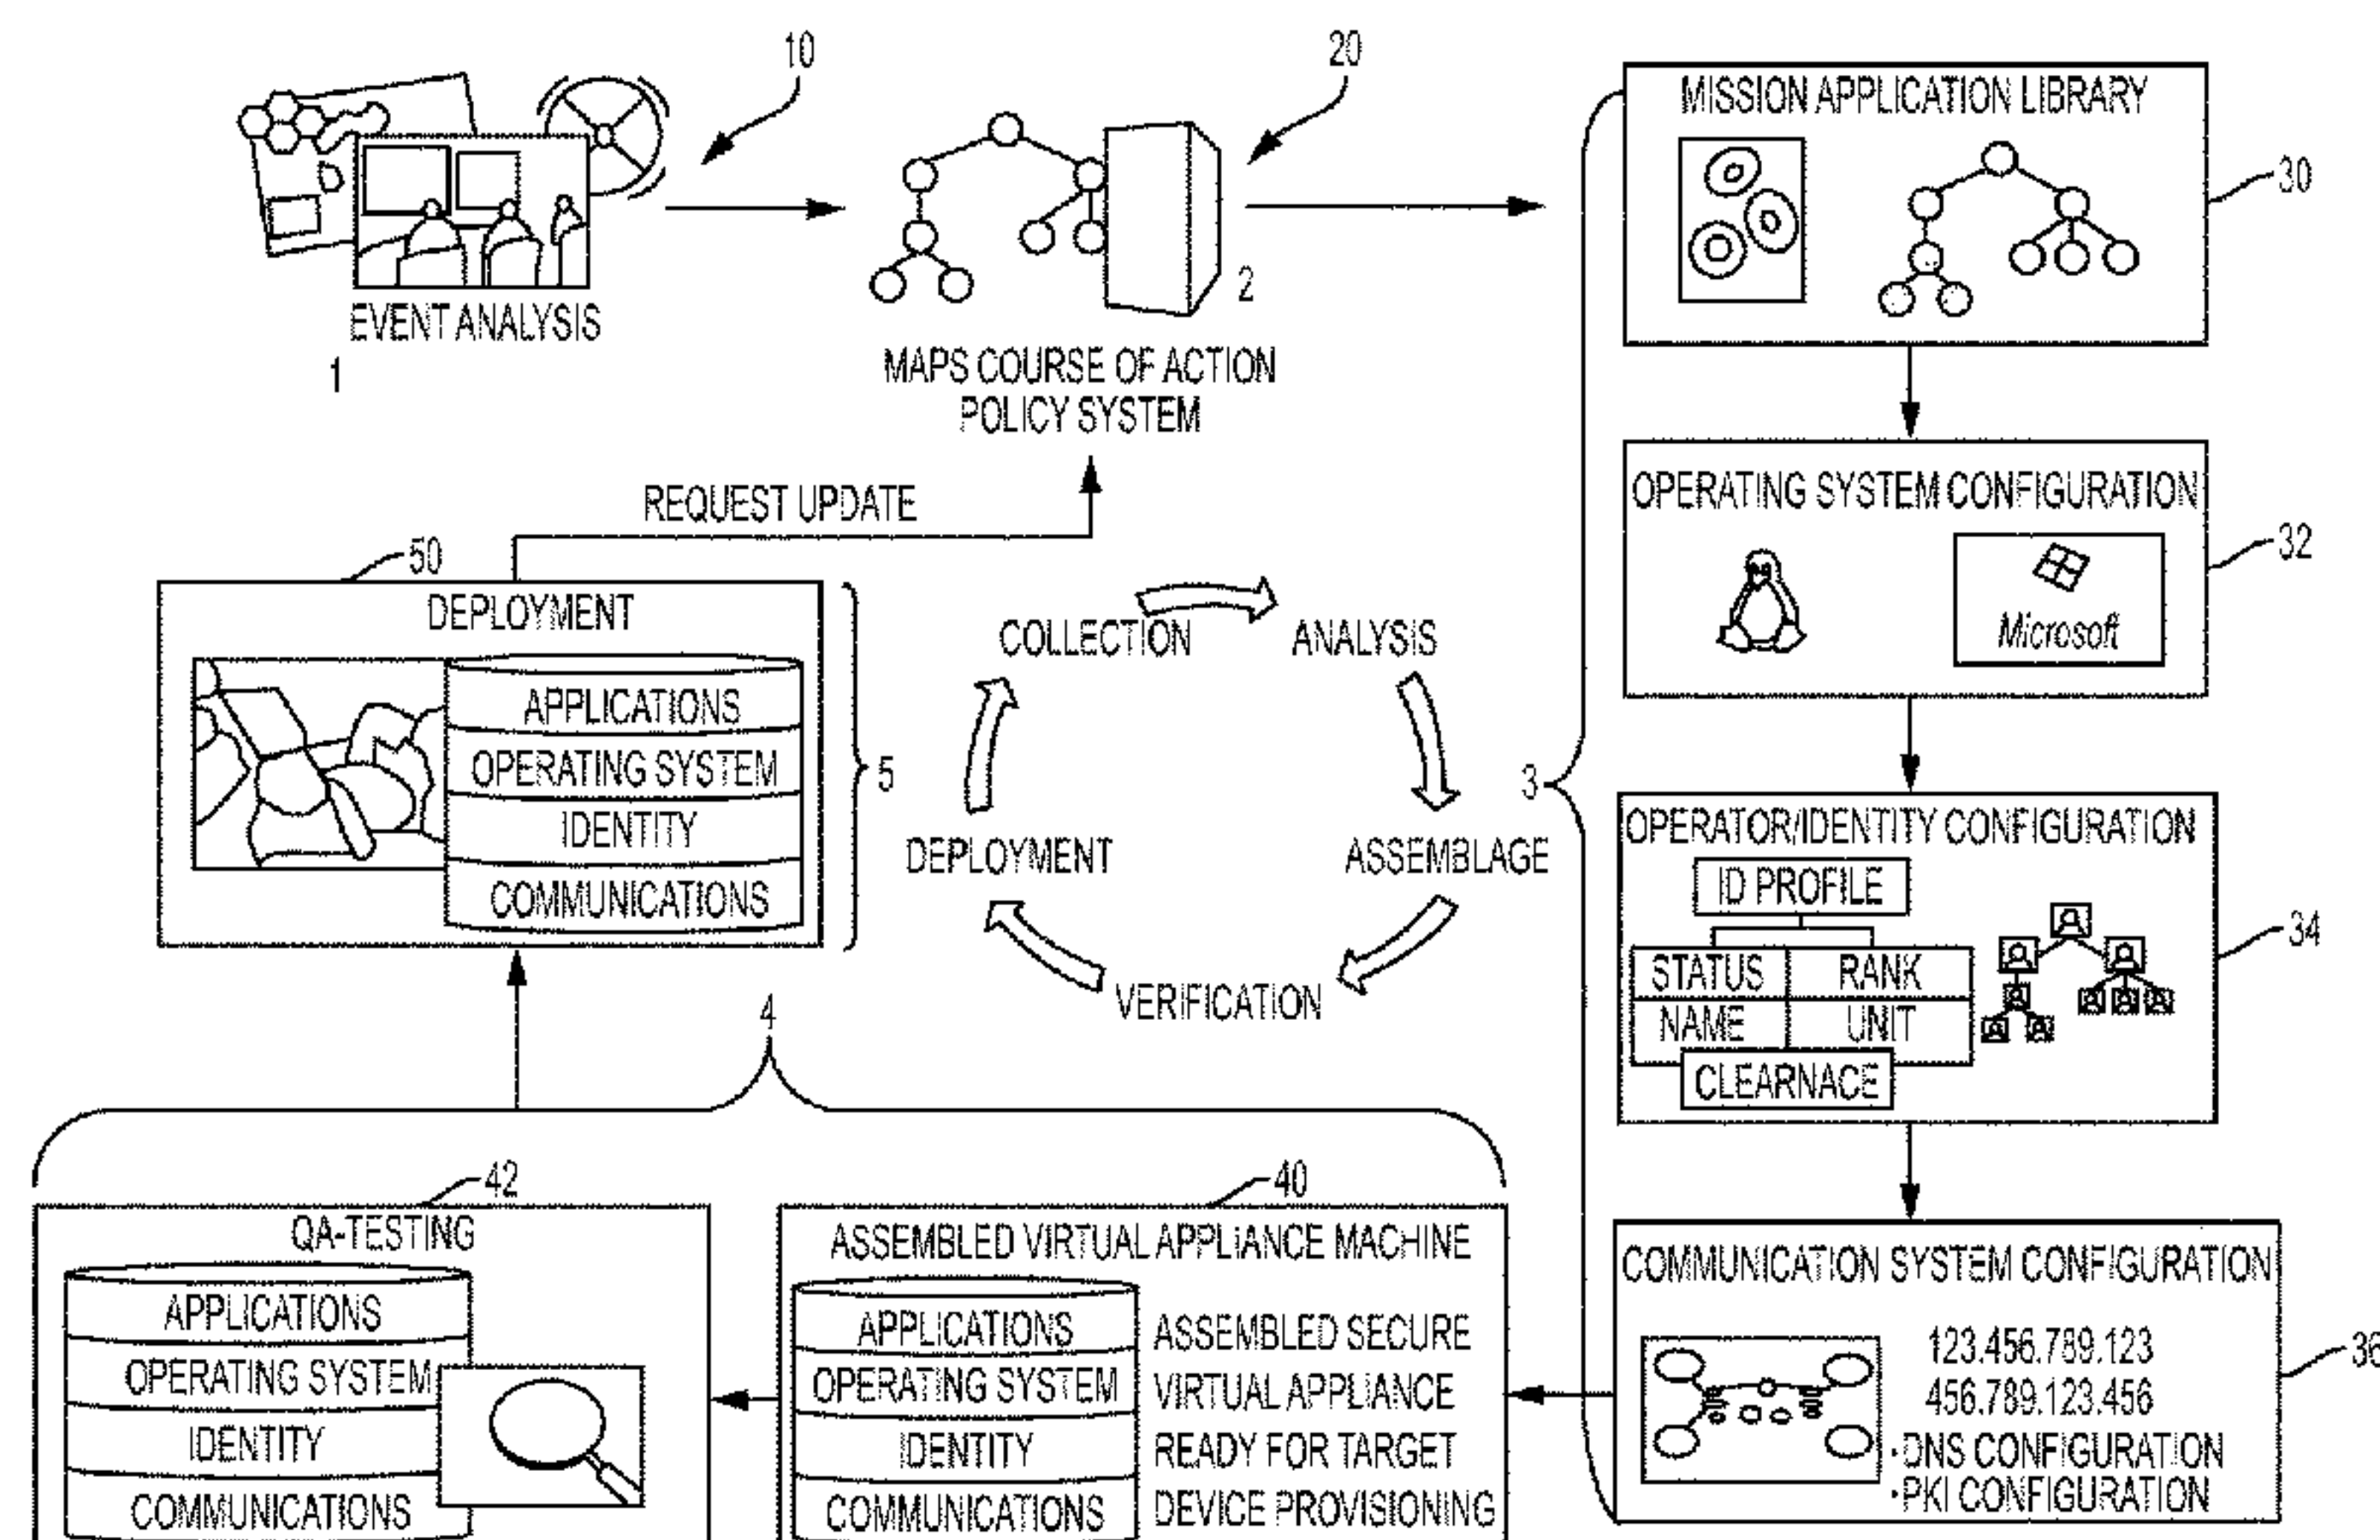 10
20
EVENT ANALYSIS
1
2
MAPS COURSE OF ACTION
POLICY SYSTEM
MISSION APPLICATION LIBRARY
30
OPERATING SYSTEM CONFIGURATION
32
Microsoft
3
OPERATOR/IDENTITY CONFIGURATION
ID PROFILE
STATUS RANK
NAME UNIT
CLEARNACE
34
COMMUNICATION SYSTEM CONFIGURATION
123.456.789.123
456.789.123.456
·DNS CONFIGURATION
·PKI CONFIGURATION
36
REQUEST UPDATE
50
DEPLOYMENT
APPLICATIONS
OPERATING SYSTEM
IDENTITY
COMMUNICATIONS
5
COLLECTION
ANALYSIS
ASSEMBLAGE
VERIFICATION
DEPLOYMENT
4
40
ASSEMBLED VIRTUAL APPLIANCE MACHINE
APPLICATIONS
OPERATING SYSTEM
IDENTITY
COMMUNICATIONS
ASSEMBLED SECURE
VIRTUAL APPLIANCE
READY FOR TARGET
DEVICE PROVISIONING
42
QA-TESTING
APPLICATIONS
OPERATING SYSTEM
IDENTITY
COMMUNICATIONS